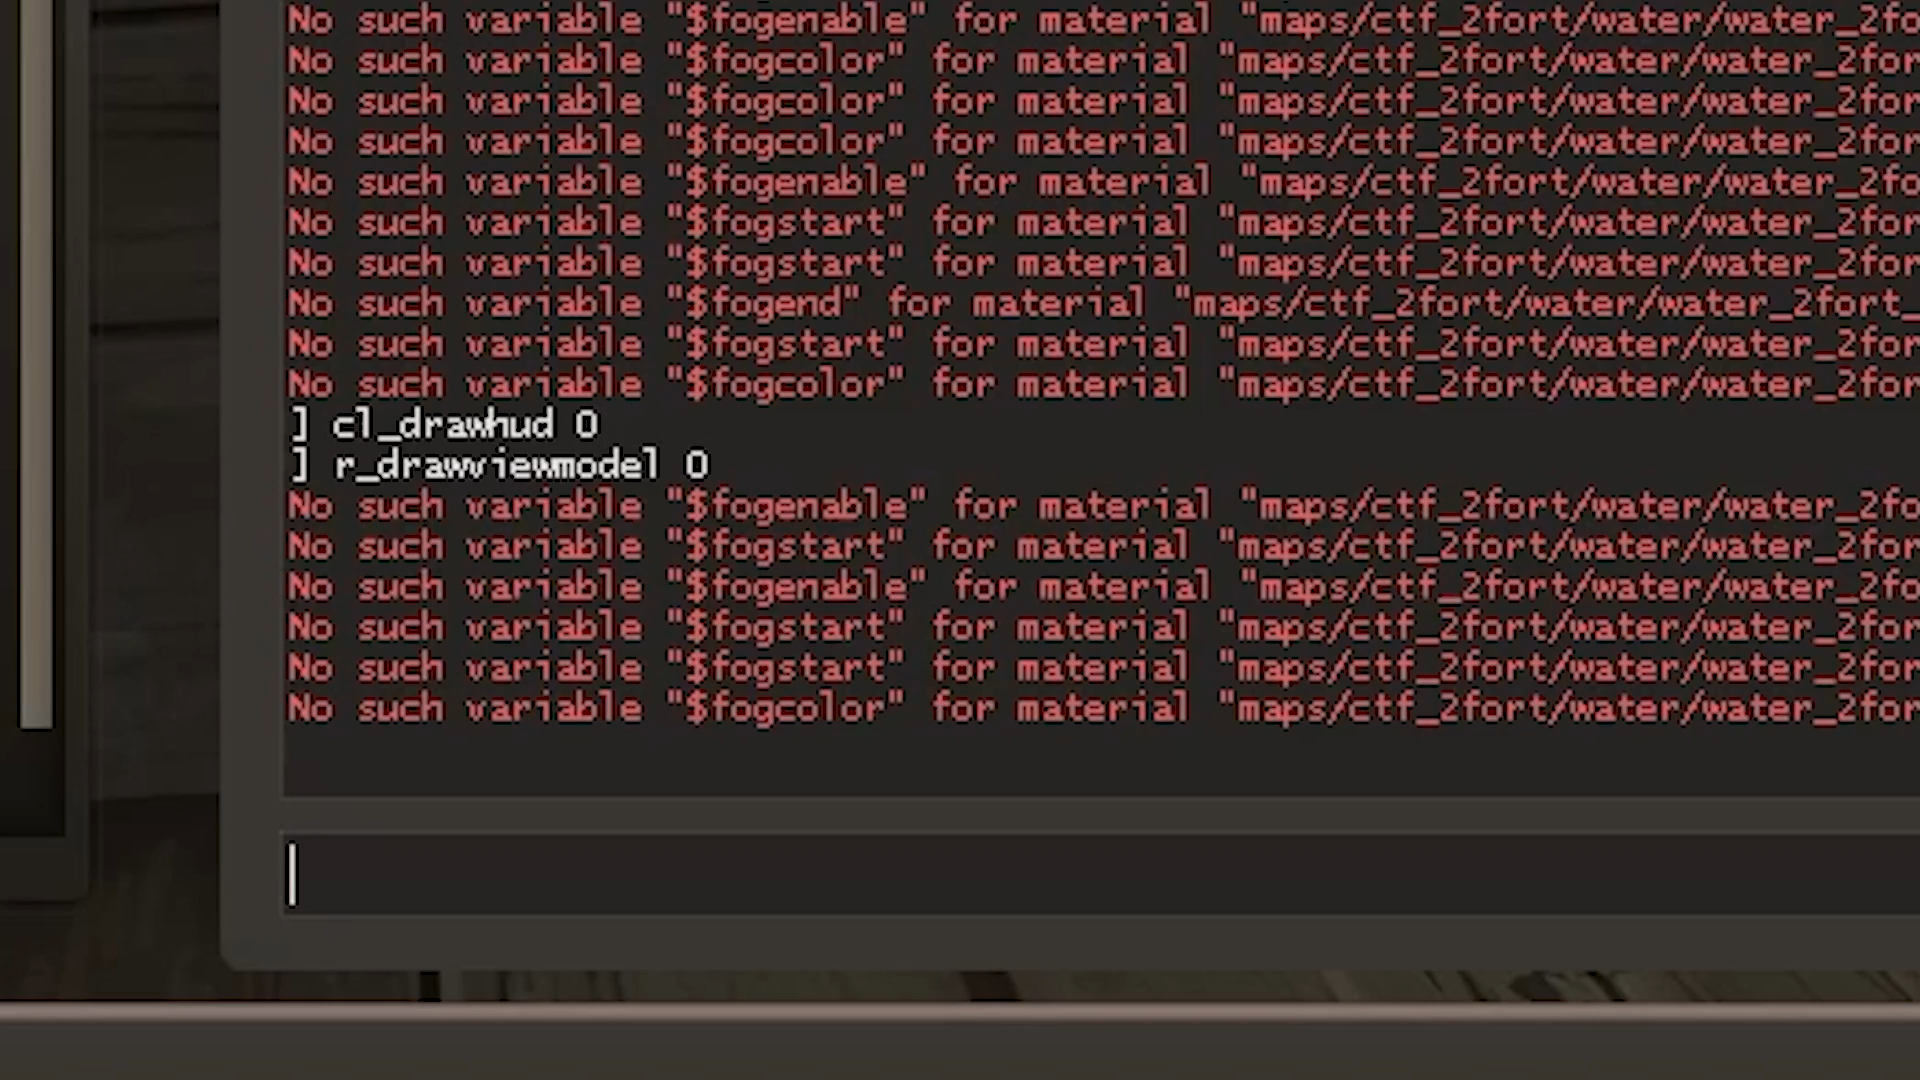 No such variable "$fogenable" for material "maps/ctf_2fort/water/water_2fo
No such variable "$fogcolor" for material "maps/ctf_2fort/water/water_2for
No such variable "$fogcolor" for material "maps/ctf_2fort/water/water_2for
No such variable "$fogcolor" for material "maps/ctf_2fort/water/water_2for
No such variable "$fogenable" for material "maps/ctf_2fort/water/water_2fo
No such variable "$fogstart" for material "maps/ctf_2fort/water/water_2for
No such variable "$fogstart" for material "maps/ctf_2fort/water/water_2for
No such variable "$fogend" for material "maps/ctf_2fort/water/water_2fort_
No such variable "$fogstart" for material "maps/ctf_2fort/water/water_2for
No such variable "$fogcolor" for material "maps/ctf_2fort/water/water_2for
] cl_drawhud 0
] r_drawviewmodel 0
No such variable "$fogenable" for material "maps/ctf_2fort/water/water_2fo
No such variable "$fogstart" for material "maps/ctf_2fort/water/water_2for
No such variable "$fogenable" for material "maps/ctf_2fort/water/water_2fo
No such variable "$fogstart" for material "maps/ctf_2fort/water/water_2for
No such variable "$fogstart" for material "maps/ctf_2fort/water/water_2for
No such variable "$fogcolor" for material "maps/ctf_2fort/water/water_2for